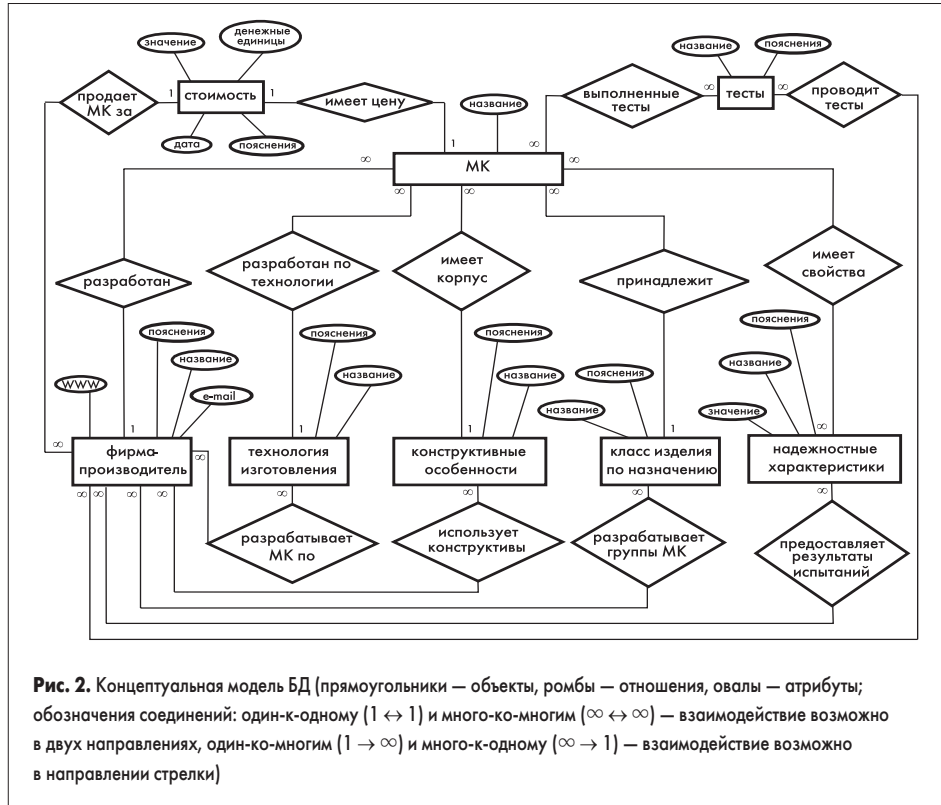 значение
денежные
единицы
название
пояснения
продает
МК за
1
стоимость
1
имеет цену
выполненные
тесты
∞
тесты
∞
проводит
тесты
название
дата
пояснения
∞
1
∞
∞
МК
∞
∞
∞
разработан
разработан по
технологии
имеет
корпус
принадлежит
имеет
свойства
пояснения
название
www
e-mail
пояснения
название
пояснения
название
пояснения
название
пояснения
название
значение
∞
1
1
1
1
∞
фирма-
производитель
технология
изготовления
конструктивные
особенности
класс изделия
по назначению
надежностные
характеристики
∞
∞
∞
∞
∞
∞
∞
∞
∞
разрабатывает
МК по
использует
конструктивы
разрабатывает
группы МК
предоставляет
результаты
испытаний
Рис. 2. Концептуальная модель БД (прямоугольники — объекты, ромбы — отношения, овалы — атрибуты;
обозначения соединений: один-к-одному (1 ↔ 1) и много-ко-многим (∞ ↔ ∞) — взаимодействие возможно
в двух направлениях, один-ко-многим (1 → ∞) и много-к-одному (∞ → 1) — взаимодействие возможно
в направлении стрелки)